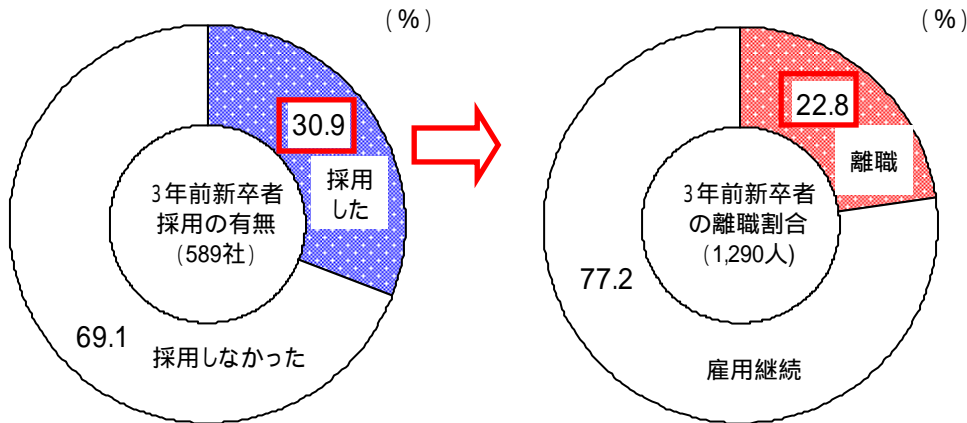 (%)
30.9
採用
した
3年前新卒者
採用の有無
(589社)
69.1
採用しなかった
(%)
22.8
離職
3年前新卒者
の離職割合
(1,290人)
77.2
雇用継続